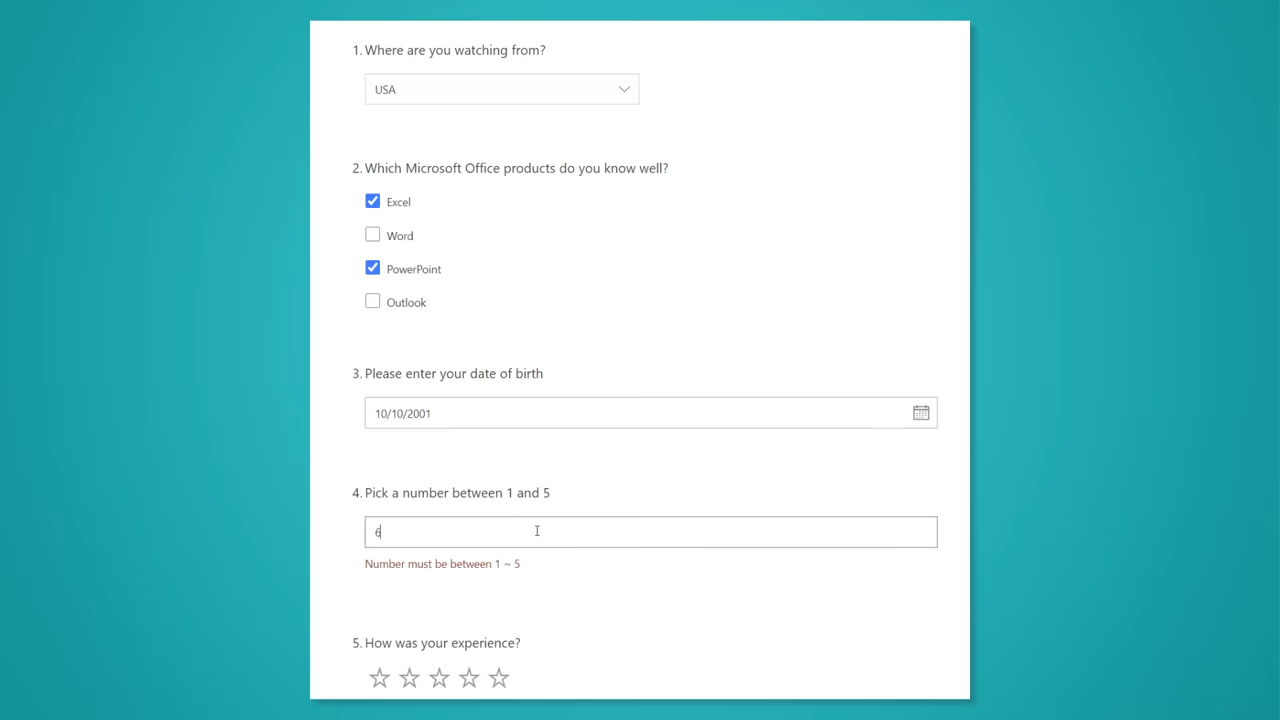 1. Where are you watching from?
USA
2. Which Microsoft Office products do you know well?
Excel
Word
PowerPoint
Outlook
3. Please enter your date of birth
10/10/2001
4. Pick a number between 1 and 5
6
Number must be between 1 ~ 5
5. How was your experience?